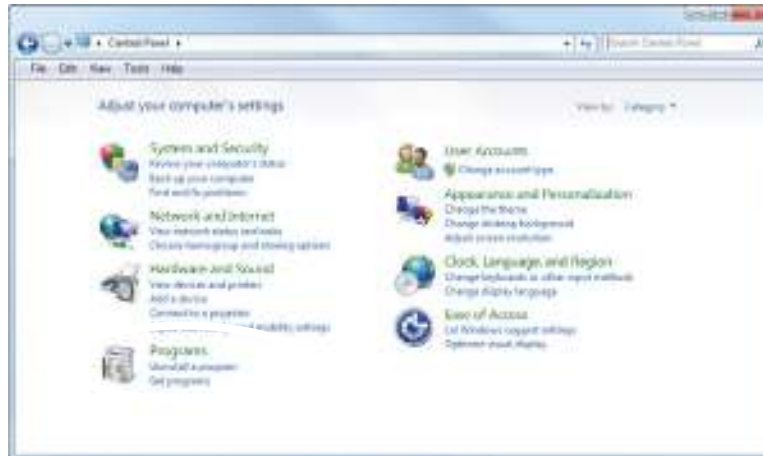 Control Panel
Search Control Panel
File Edit View Tools Help
Adjust your computer's settings
View by: Category
System and Security
Review your computer's status
Back up your computer
Find and fix problems
Network and Internet
View network status and tasks
Choose homegroup and sharing options
Hardware and Sound
View devices and printers
Add a device
Connect to a projector
mobility settings
Programs
Uninstall a program
Get programs
User Accounts
Change account type
Appearance and Personalization
Change the theme
Change desktop background
Adjust screen resolution
Clock, Language, and Region
Change keyboards or other input methods
Change display language
Ease of Access
Let Windows suggest settings
Optimize visual display